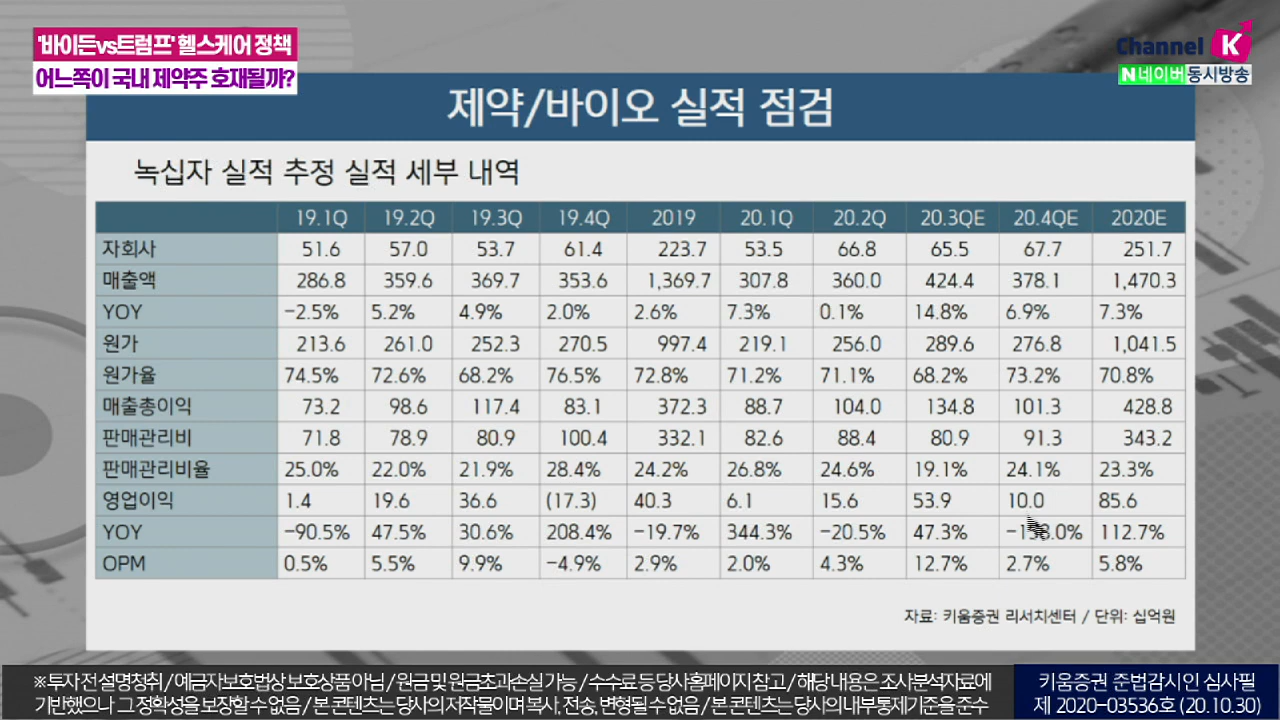 '바이든vs트럼프' 헬스케어 정책
어느쪽이 국내 제약주 호재될까?
Channel K
N 네이버 동시방송
제약/바이오 실적 점검
녹십자 실적 추정 실적 세부 내역
19.1Q 19.2Q 19.3Q 19.4Q 2019 20.1Q 20.2Q 20.3QE 20.4QE 2020E
자회사 51.6 57.0 53.7 61.4 223.7 53.5 66.8 65.5 67.7 251.7
매출액 286.8 359.6 369.7 353.6 1,369.7 307.8 360.0 424.4 378.1 1,470.3
YOY −2.5% 5.2% 4.9% 2.0% 2.6% 7.3% 0.1% 14.8% 6.9% 7.3%
원가 213.6 261.0 252.3 270.5 997.4 219.1 256.0 289.6 276.8 1,041.5
원가율 74.5% 72.6% 68.2% 76.5% 72.8% 71.2% 71.1% 68.2% 73.2% 70.8%
매출총이익 73.2 98.6 117.4 83.1 372.3 88.7 104.0 134.8 101.3 428.8
판매관리비 71.8 78.9 80.9 100.4 332.1 82.6 88.4 80.9 91.3 343.2
판매관리비율 25.0% 22.0% 21.9% 28.4% 24.2% 26.8% 24.6% 19.1% 24.1% 23.3%
영업이익 1.4 19.6 36.6 (17.3) 40.3 6.1 15.6 53.9 10.0 85.6
YOY −90.5% 47.5% 30.6% 208.4% −19.7% 344.3% −20.5% 47.3% 112.7%
OPM 0.5% 5.5% 9.9% −4.9% 2.9% 2.0% 4.3% 12.7% 2.7% 5.8%
자료: 키움증권 리서치센터 / 단위: 십억원
※ 투자 전 설명청취 / 예금자보호법상 보호상품 아님 / 원금 및 원금초과손실 가능 / 수수료 등 당사홈페이지 참고 / 해당 내용은 조사분석자료에
기반했으나 그 정확성을 보장할 수 없음 / 본 콘텐츠는 당사의 저작물이며 복사, 전송, 변형될 수 없음 / 본 콘텐츠는 당사의 내부통제기준을 준수
키움증권 준법감시인 심사필
제 2020-03536호 (20.10.30)